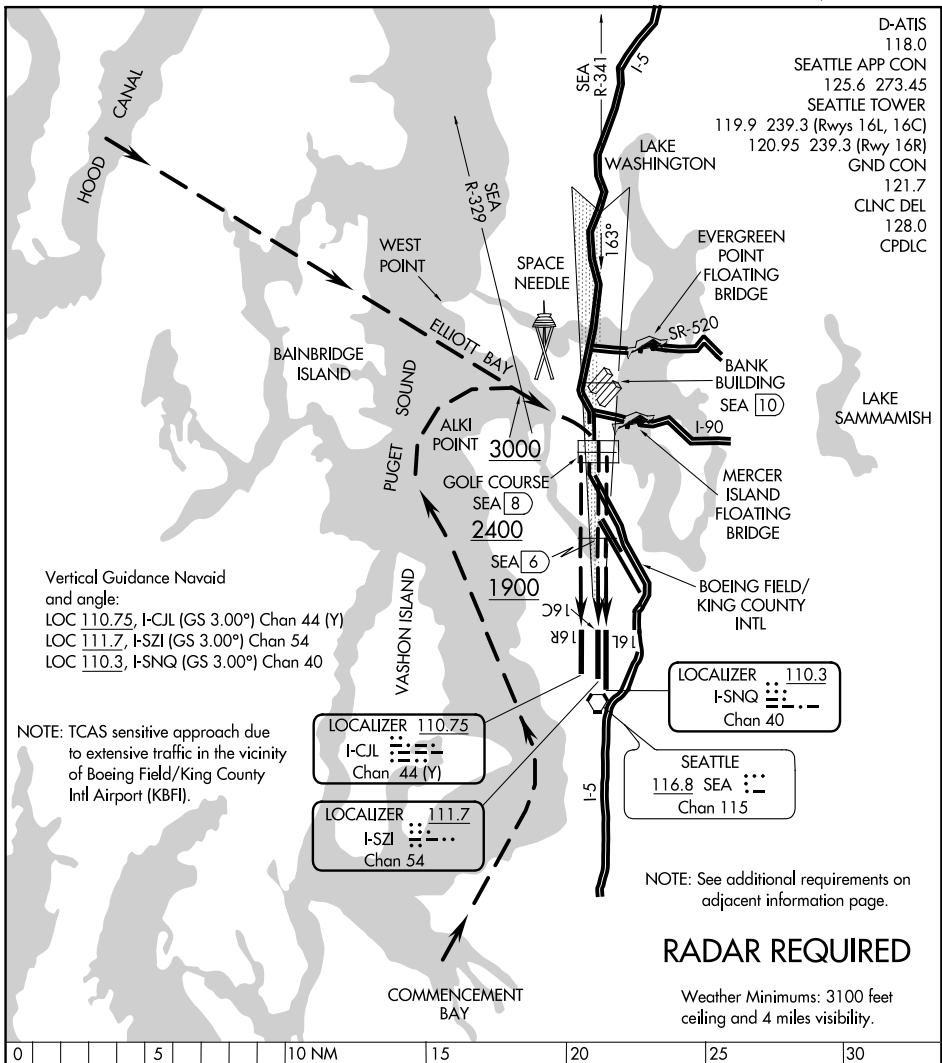 D-ATIS
118.0
SEATTLE APP CON
125.6 273.45
SEATTLE TOWER
119.9 239.3 (Rwys 16L, 16C)
120.95 239.3 (Rwy 16R)
GND CON
121.7
CLNC DEL
128.0
CPDLC
HOOD CANAL
SEA
R-341
I-5
SEA
R-329
LAKE
WASHINGTON
163°
WEST
POINT
SPACE
NEEDLE
EVERGREEN
POINT
FLOATING
BRIDGE
SR-520
ELLIOTT BAY
BAINBRIDGE
ISLAND
BANK
BUILDING
SEA 10
LAKE
SAMMAMISH
PUGET SOUND
ALKI
POINT
3000
I-90
GOLF COURSE
SEA 8
2400
MERCER
ISLAND
FLOATING
BRIDGE
SEA 6
1900
BOEING FIELD/
KING COUNTY
INTL
Vertical Guidance Navaid
and angle:
LOC 110.75, I-CJL (GS 3.00°) Chan 44 (Y)
LOC 111.7, I-SZI (GS 3.00°) Chan 54
LOC 110.3, I-SNQ (GS 3.00°) Chan 40
16C
16R
16L
VASHON ISLAND
LOCALIZER 110.3
I-SNQ
Chan 40
NOTE: TCAS sensitive approach due
to extensive traffic in the vicinity
of Boeing Field/King County
Intl Airport (KBFI).
LOCALIZER 110.75
I-CJL
Chan 44 (Y)
SEATTLE
116.8 SEA
Chan 115
I-5
LOCALIZER 111.7
I-SZI
Chan 54
NOTE: See additional requirements on
adjacent information page.
RADAR REQUIRED
COMMENCEMENT
BAY
Weather Minimums: 3100 feet
ceiling and 4 miles visibility.
0 5 10 NM 15 20 25 30